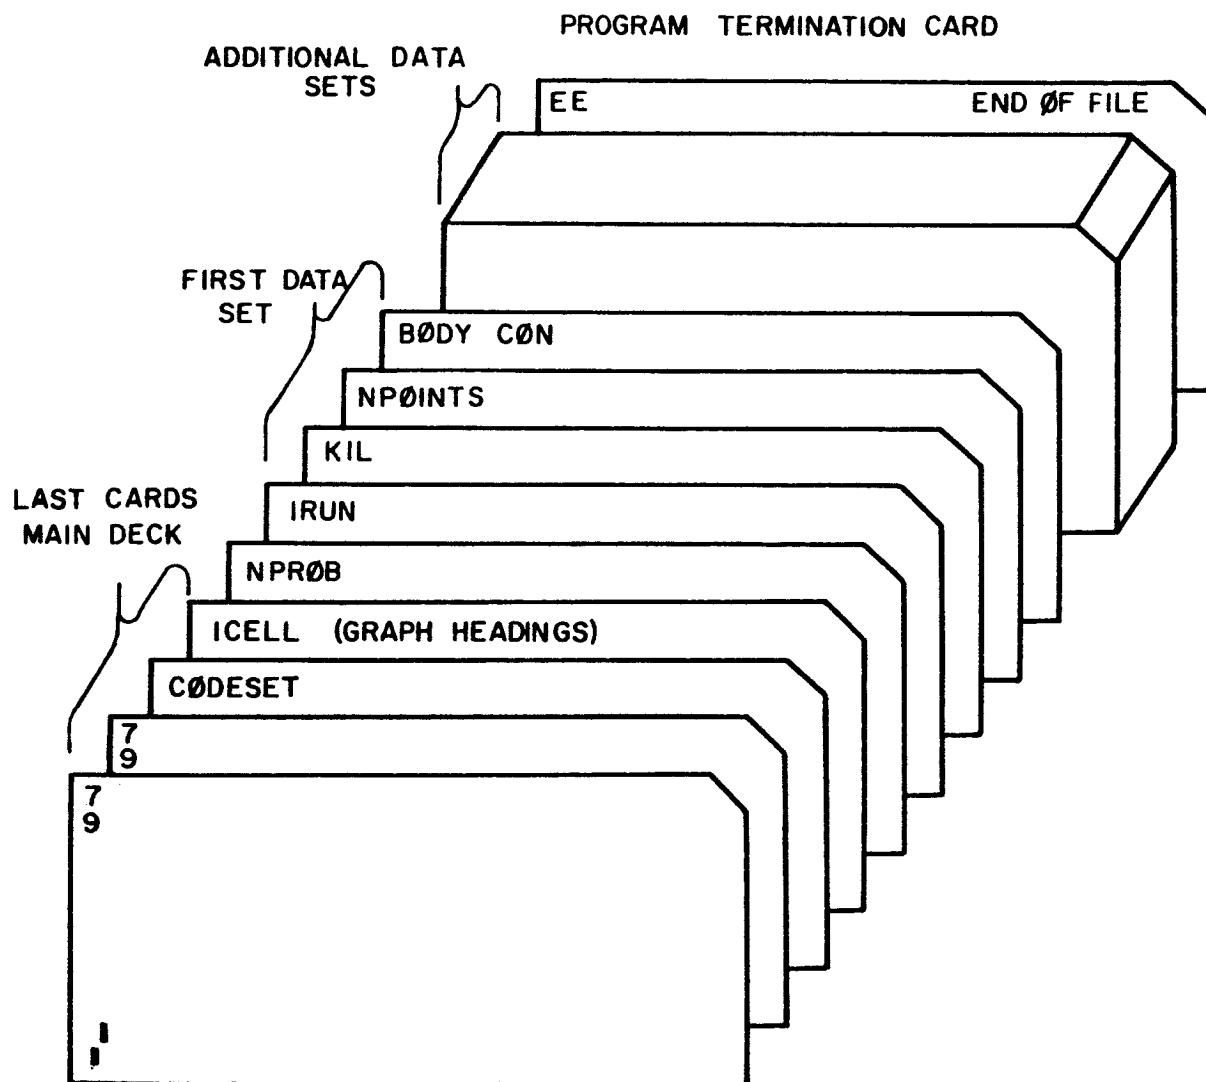 PROGRAM TERMINATION CARD
ADDITIONAL DATA
SETS
EE END ØF FILE
FIRST DATA
SET
BØDY CØN
NPØINTS
KIL
LAST CARDS
MAIN DECK
IRUN
NPRØB
ICELL (GRAPH HEADINGS)
CØDESET
7
9
7
9